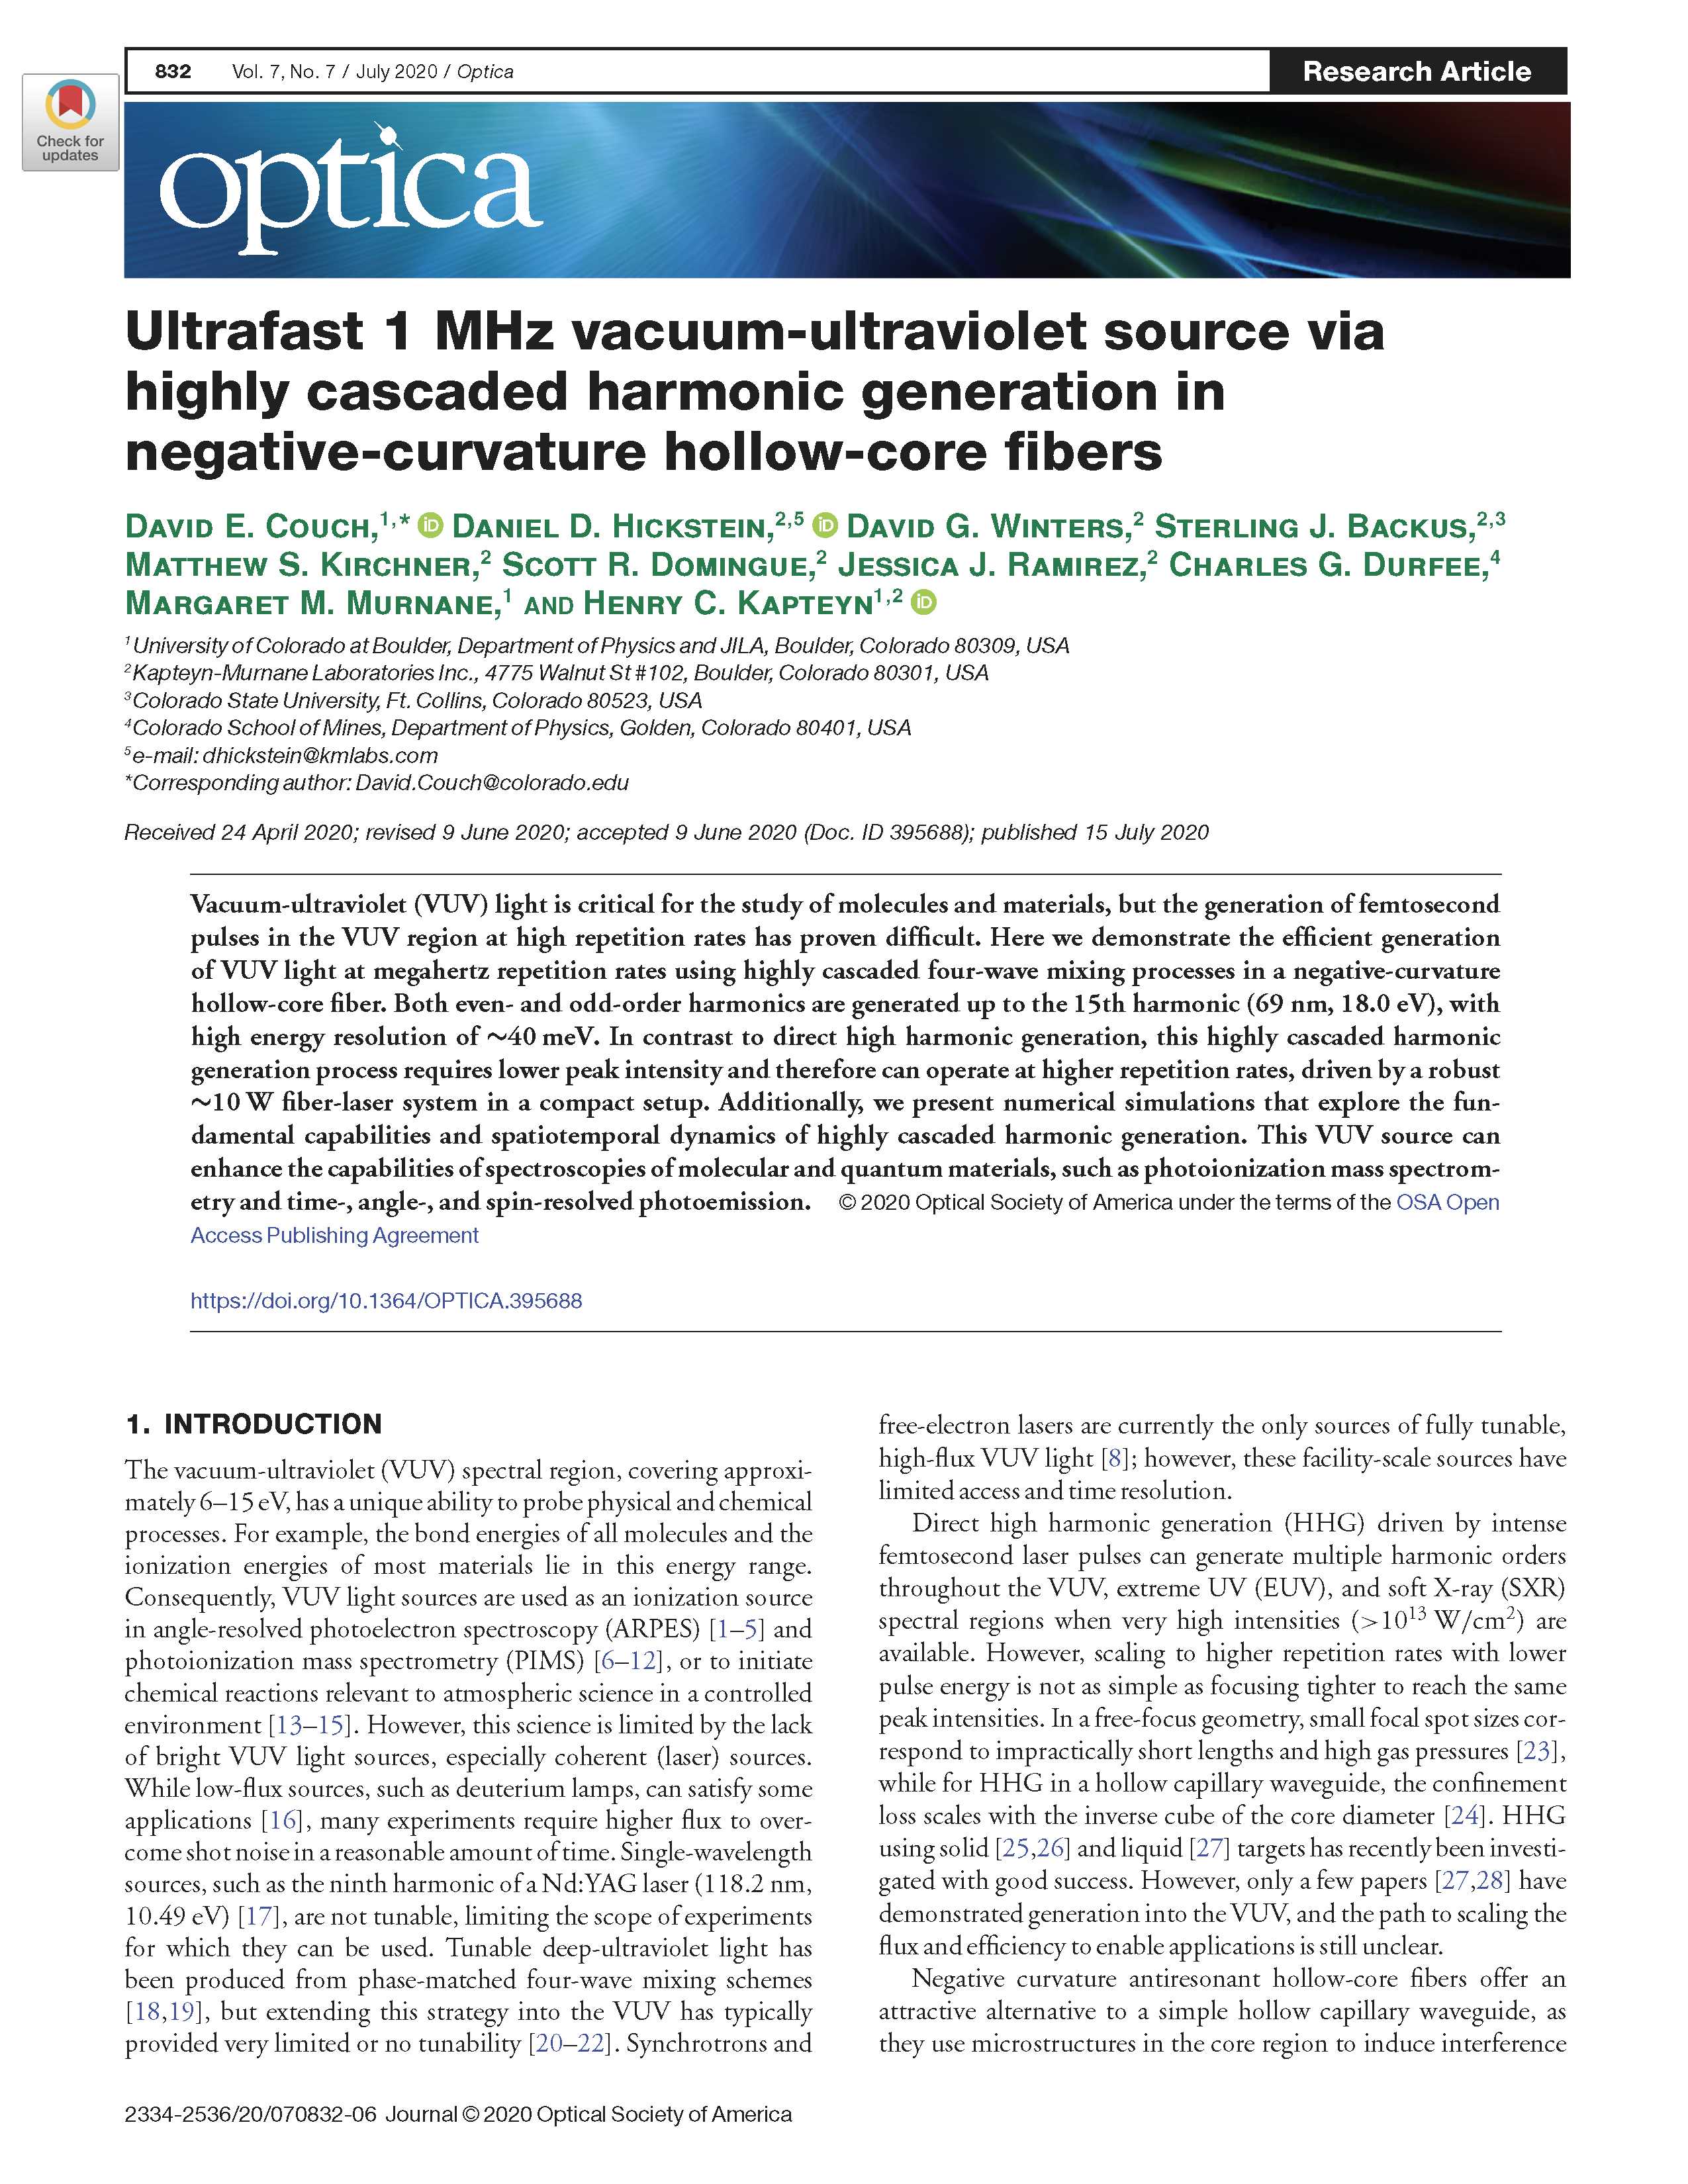 832 Vol. 7, No. 7 / July 2020 / Optica
Research Article
Check for
updates
optica
Ultrafast 1 MHz vacuum-ultraviolet source via
highly cascaded harmonic generation in
negative-curvature hollow-core fibers
David E. Couch,1,* iD Daniel D. Hickstein,2,5 iD David G. Winters,2 Sterling J. Backus,2,3
Matthew S. Kirchner,2 Scott R. Domingue,2 Jessica J. Ramirez,2 Charles G. Durfee,4
Margaret M. Murnane,1 and Henry C. Kapteyn1,2 iD
1University of Colorado at Boulder, Department of Physics and JILA, Boulder, Colorado 80309, USA
2Kapteyn-Murnane Laboratories Inc., 4775 Walnut St #102, Boulder, Colorado 80301, USA
3Colorado State University, Ft. Collins, Colorado 80523, USA
4Colorado School of Mines, Department of Physics, Golden, Colorado 80401, USA
5e-mail: dhickstein@kmlabs.com
*Corresponding author: David.Couch@colorado.edu
Received 24 April 2020; revised 9 June 2020; accepted 9 June 2020 (Doc. ID 395688); published 15 July 2020
Vacuum-ultraviolet (VUV) light is critical for the study of molecules and materials, but the generation of femtosecond
pulses in the VUV region at high repetition rates has proven difficult. Here we demonstrate the efficient generation
of VUV light at megahertz repetition rates using highly cascaded four-wave mixing processes in a negative-curvature
hollow-core fiber. Both even- and odd-order harmonics are generated up to the 15th harmonic (69 nm, 18.0 eV), with
high energy resolution of ∼40 meV. In contrast to direct high harmonic generation, this highly cascaded harmonic
generation process requires lower peak intensity and therefore can operate at higher repetition rates, driven by a robust
∼10 W fiber-laser system in a compact setup. Additionally, we present numerical simulations that explore the fun-
damental capabilities and spatiotemporal dynamics of highly cascaded harmonic generation. This VUV source can
enhance the capabilities of spectroscopies of molecular and quantum materials, such as photoionization mass spectrom-
etry and time-, angle-, and spin-resolved photoemission. © 2020 Optical Society of America under the terms of the OSA Open
Access Publishing Agreement
https://doi.org/10.1364/OPTICA.395688
1. INTRODUCTION
The vacuum-ultraviolet (VUV) spectral region, covering approxi-
mately 6–15 eV, has a unique ability to probe physical and chemical
processes. For example, the bond energies of all molecules and the
ionization energies of most materials lie in this energy range.
Consequently, VUV light sources are used as an ionization source
in angle-resolved photoelectron spectroscopy (ARPES) [1–5] and
photoionization mass spectrometry (PIMS) [6–12], or to initiate
chemical reactions relevant to atmospheric science in a controlled
environment [13–15]. However, this science is limited by the lack
of bright VUV light sources, especially coherent (laser) sources.
While low-flux sources, such as deuterium lamps, can satisfy some
applications [16], many experiments require higher flux to over-
come shot noise in a reasonable amount of time. Single-wavelength
sources, such as the ninth harmonic of a Nd:YAG laser (118.2 nm,
10.49 eV) [17], are not tunable, limiting the scope of experiments
for which they can be used. Tunable deep-ultraviolet light has
been produced from phase-matched four-wave mixing schemes
[18,19], but extending this strategy into the VUV has typically
provided very limited or no tunability [20–22]. Synchrotrons and
free-electron lasers are currently the only sources of fully tunable,
high-flux VUV light [8]; however, these facility-scale sources have
limited access and time resolution.
Direct high harmonic generation (HHG) driven by intense
femtosecond laser pulses can generate multiple harmonic orders
throughout the VUV, extreme UV (EUV), and soft X-ray (SXR)
spectral regions when very high intensities (>10^13 W/cm^2) are
available. However, scaling to higher repetition rates with lower
pulse energy is not as simple as focusing tighter to reach the same
peak intensities. In a free-focus geometry, small focal spot sizes cor-
respond to impractically short lengths and high gas pressures [23],
while for HHG in a hollow capillary waveguide, the confinement
loss scales with the inverse cube of the core diameter [24]. HHG
using solid [25,26] and liquid [27] targets has recently been investi-
gated with good success. However, only a few papers [27,28] have
demonstrated generation into the VUV, and the path to scaling the
flux and efficiency to enable applications is still unclear.
Negative curvature antiresonant hollow-core fibers offer an
attractive alternative to a simple hollow capillary waveguide, as
they use microstructures in the core region to induce interference
2334-2536/20/070832-06 Journal © 2020 Optical Society of America